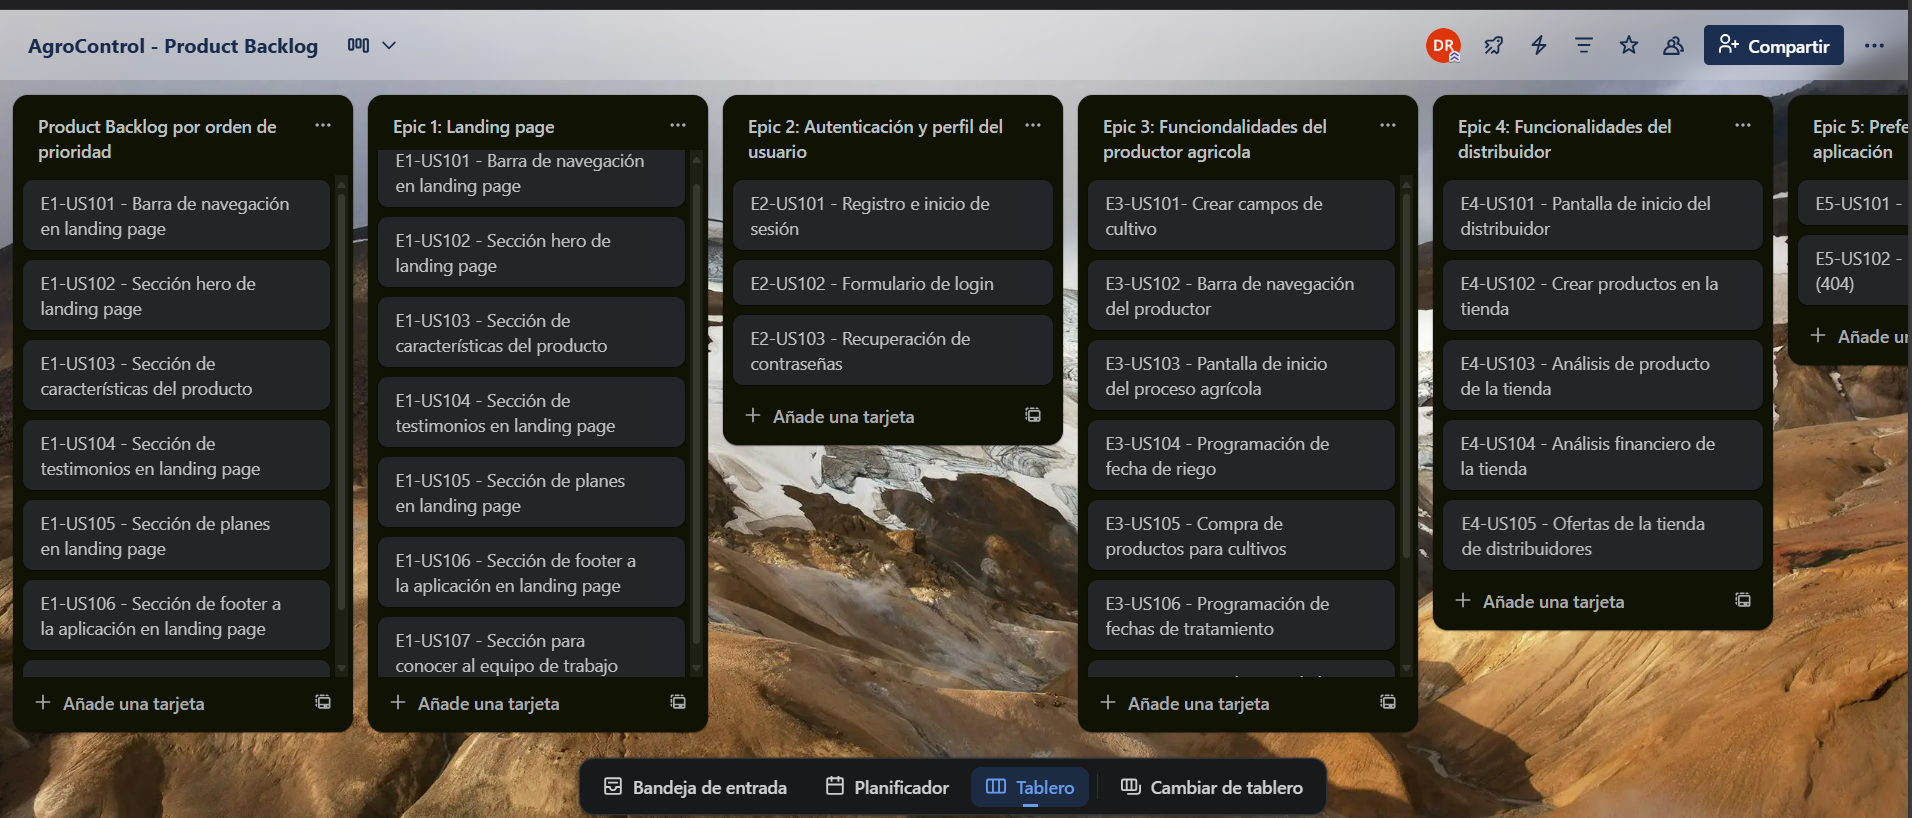 AgroControl - Product Backlog
DR
Compartir
Product Backlog por orden de
prioridad
E1-US101 - Barra de navegación
en landing page
E1-US102 - Sección hero de
landing page
E1-US103 - Sección de
características del producto
E1-US104 - Sección de
testimonios en landing page
E1-US105 - Sección de planes
en landing page
E1-US106 - Sección de footer a
la aplicación en landing page
Añade una tarjeta
Epic 1: Landing page
E1-US101 - Barra de navegación
en landing page
E1-US102 - Sección hero de
landing page
E1-US103 - Sección de
características del producto
E1-US104 - Sección de
testimonios en landing page
E1-US105 - Sección de planes
en landing page
E1-US106 - Sección de footer a
la aplicación en landing page
E1-US107 - Sección para
conocer al equipo de trabajo
Añade una tarjeta
Epic 2: Autenticación y perfil del
usuario
E2-US101 - Registro e inicio de
sesión
E2-US102 - Formulario de login
E2-US103 - Recuperación de
contraseñas
Añade una tarjeta
Epic 3: Funciondalidades del
productor agricola
E3-US101- Crear campos de
cultivo
E3-US102 - Barra de navegación
del productor
E3-US103 - Pantalla de inicio
del proceso agrícola
E3-US104 - Programación de
fecha de riego
E3-US105 - Compra de
productos para cultivos
E3-US106 - Programación de
fechas de tratamiento
Añade una tarjeta
Epic 4: Funcionalidades del
distribuidor
E4-US101 - Pantalla de inicio del
distribuidor
E4-US102 - Crear productos en la
tienda
E4-US103 - Análisis de producto
de la tienda
E4-US104 - Análisis financiero de
la tienda
E4-US105 - Ofertas de la tienda
de distribuidores
Añade una tarjeta
Epic 5: Prefe
aplicación
E5-US101 -
E5-US102 -
(404)
Añade un
Bandeja de entrada
Planificador
Tablero
Cambiar de tablero